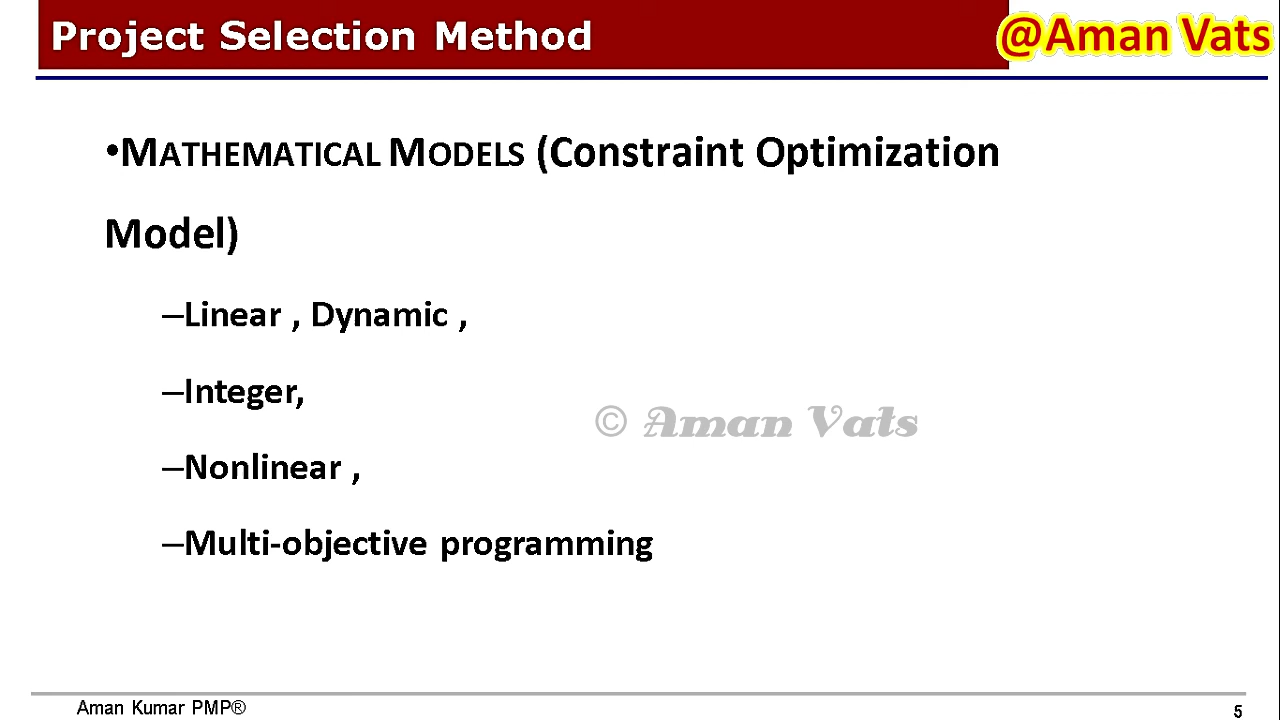 Project Selection Method
@Aman Vats
•MATHEMATICAL MODELS (Constraint Optimization
Model)
–Linear , Dynamic ,
–Integer,
© Aman Vats
–Nonlinear ,
–Multi-objective programming
Aman Kumar PMP®
5